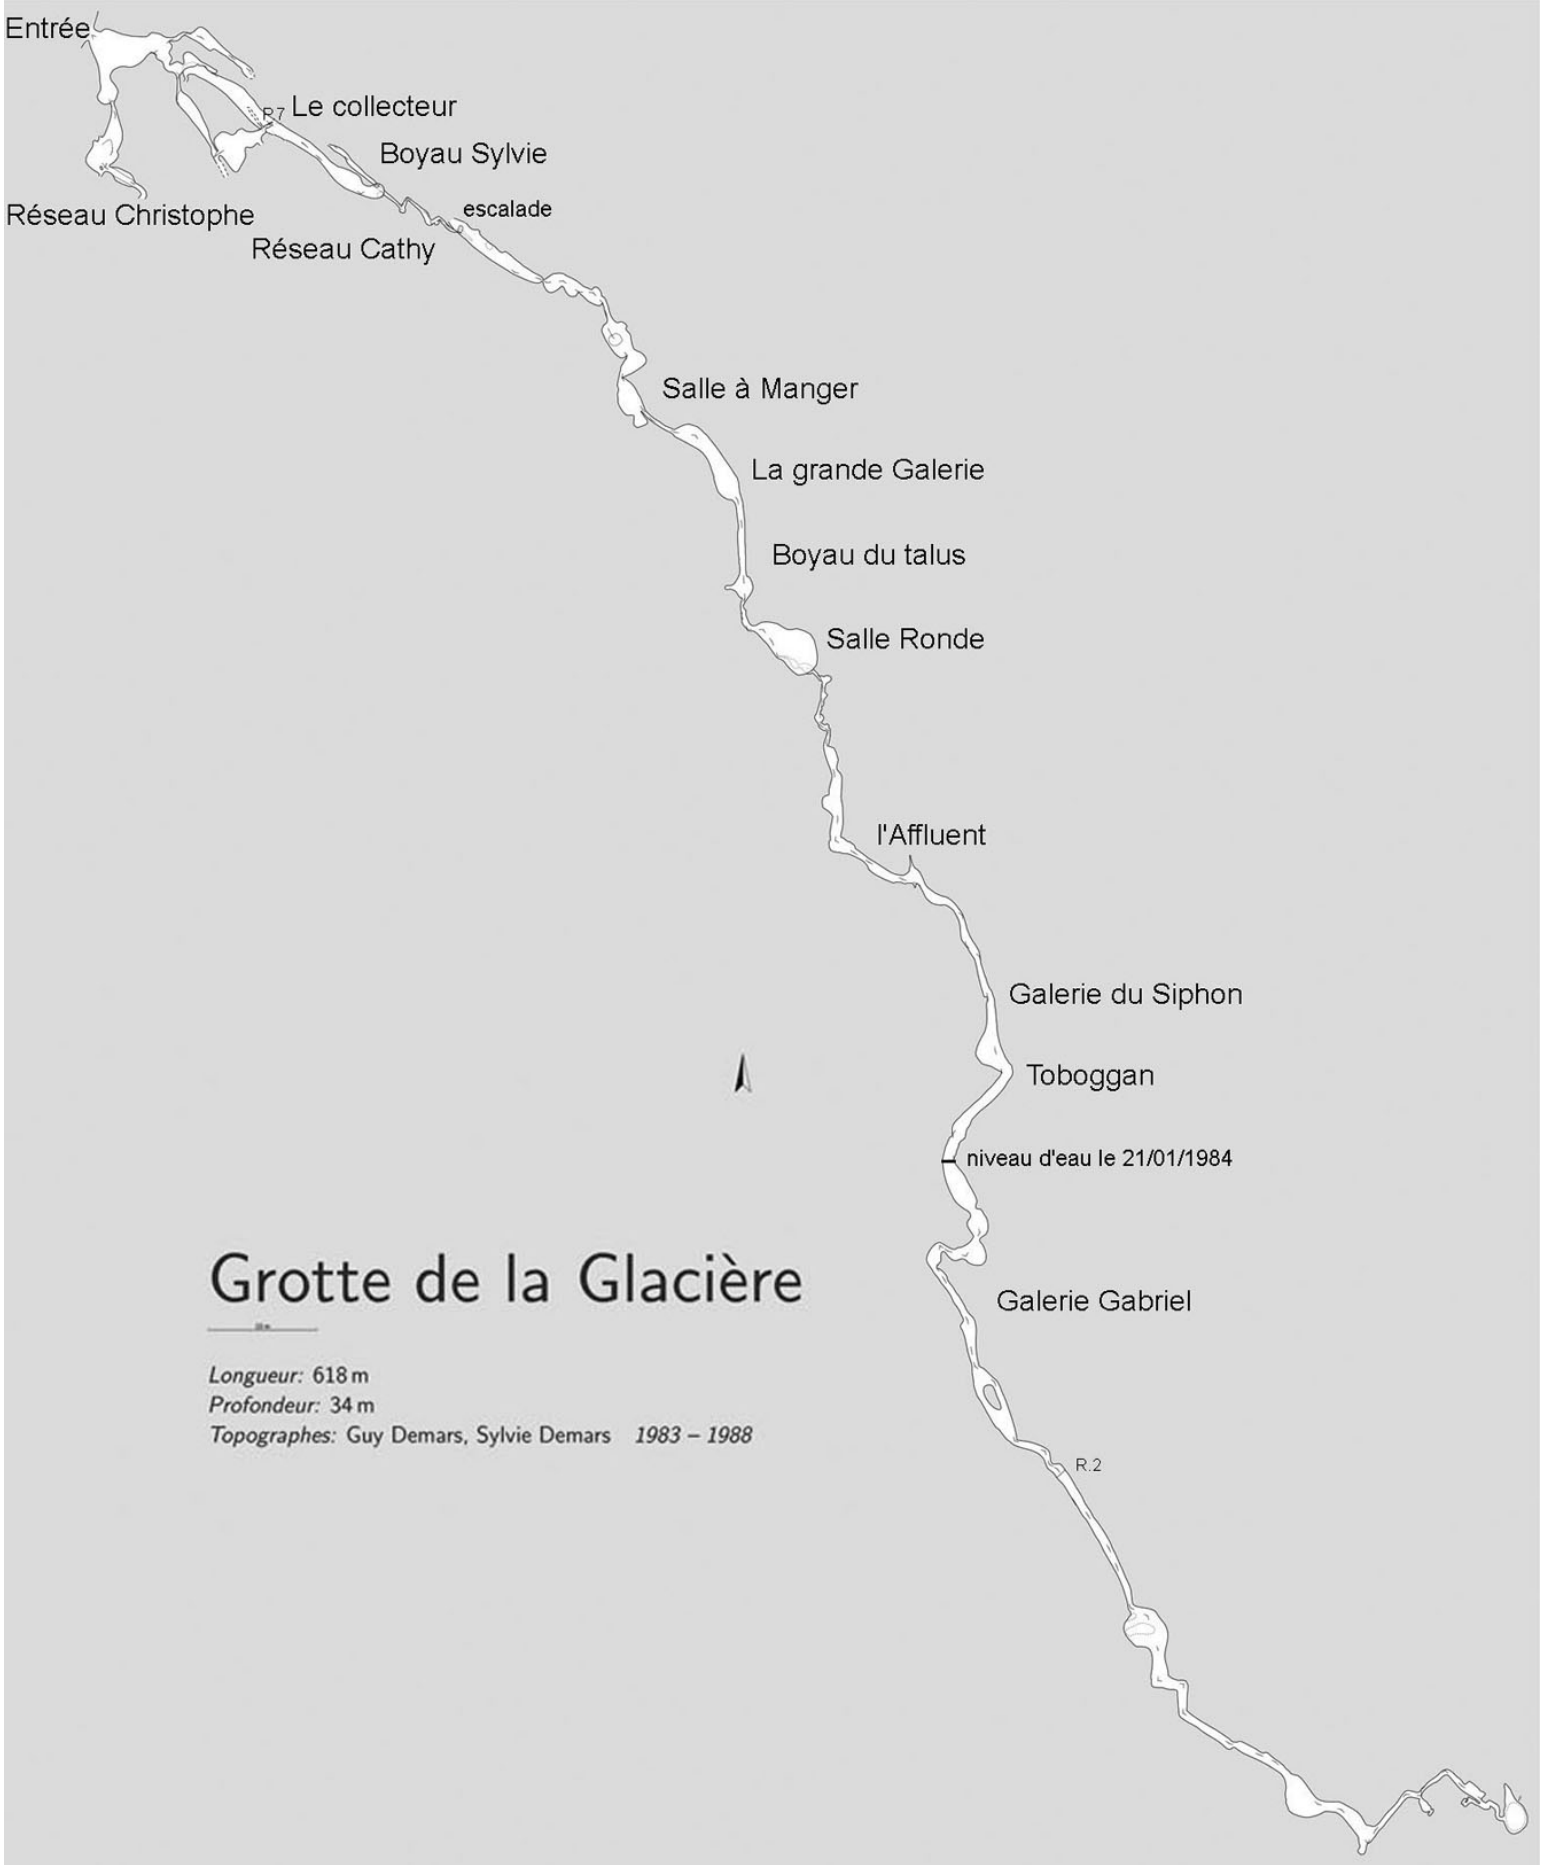 Entrée
P.7 Le collecteur
Boyau Sylvie
Réseau Christophe
escalade
Réseau Cathy
Salle à Manger
La grande Galerie
Boyau du talus
Salle Ronde
l'Affluent
Galerie du Siphon
Toboggan
niveau d'eau le 21/01/1984
Grotte de la Glacière
Galerie Gabriel
Longueur: 618 m
Profondeur: 34 m
Topographes: Guy Demars, Sylvie Demars 1983 – 1988
R.2